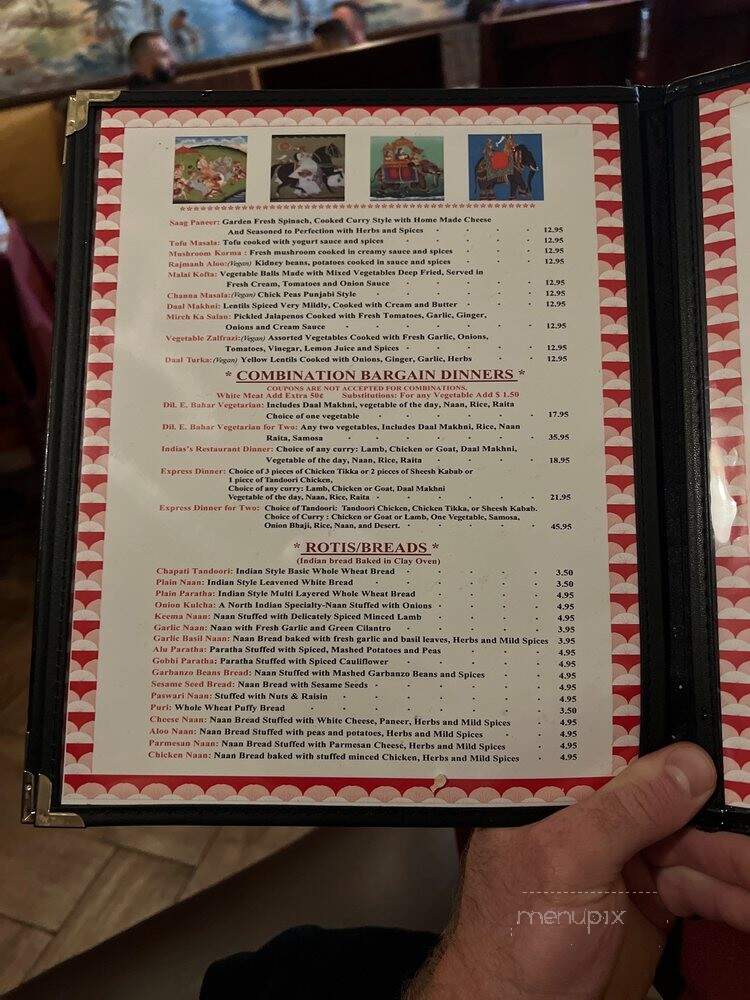 ****************************************
Saag Paneer: Garden Fresh Spinach, Cooked Curry Style with Home Made Cheese
And Seasoned to Perfection with Herbs and Spices 12.95
Tofu Masala: Tofu cooked with yogurt sauce and spices 12.95
Mushroom Korma : Fresh mushroom cooked in creamy sauce and spices 12.95
Rajmanh Aloo:(Vegan) Kidney beans, potatoes cooked in sauce and spices 12.95
Malai Kofta: Vegetable Balls Made with Mixed Vegetables Deep Fried, Served in
Fresh Cream, Tomatoes and Onion Sauce 12.95
Channa Masala:(Vegan) Chick Peas Punjabi Style 12.95
Daal Makhni: Lentils Spiced Very Mildly, Cooked with Cream and Butter 12.95
Mirch Ka Salan: Pickled Jalapenos Cooked with Fresh Tomatoes, Garlic, Ginger,
Onions and Cream Sauce 12.95
Vegetable Zalfrazi:(Vegan) Assorted Vegetables Cooked with Fresh Garlic, Onions,
Tomatoes, Vinegar, Lemon Juice and Spices 12.95
Daal Turka:(Vegan) Yellow Lentils Cooked with Onions, Ginger, Garlic, Herbs 12.95
* COMBINATION BARGAIN DINNERS *
COUPONS ARE NOT ACCEPTED FOR COMBINATIONS.
White Meat Add Extra 50¢ Substitutions: For any Vegetable Add $ 1.50
Dil. E. Bahar Vegetarian: Includes Daal Makhni, vegetable of the day, Naan, Rice, Raita
Choice of one vegetable 17.95
Dil. E. Bahar Vegetarian for Two: Any two vegetables, Includes Daal Makhni, Rice, Naan
Raita, Samosa 35.95
Indias's Restaurant Dinner: Choice of any curry: Lamb, Chicken or Goat, Daal Makhni,
Vegetable of the day, Naan, Rice, Raita 18.95
Express Dinner: Choice of 3 pieces of Chicken Tikka or 2 pieces of Sheesh Kabab or
1 piece of Tandoori Chicken,
Choice of any curry: Lamb, Chicken or Goat, Daal Makhni
Vegetable of the day, Naan, Rice, Raita 21.95
Express Dinner for Two: Choice of Tandoori: Tandoori Chicken, Chicken Tikka, or Sheesh Kabab.
Choice of Curry : Chicken or Goat or Lamb, One Vegetable, Samosa,
Onion Bhaji, Rice, Naan, and Desert. 45.95
* ROTIS/BREADS *
(Indian bread Baked in Clay Oven)
Chapati Tandoori: Indian Style Basic Whole Wheat Bread 3.50
Plain Naan: Indian Style Leavened White Bread 3.50
Plain Paratha: Indian Style Multi Layered Whole Wheat Bread 4.95
Onion Kulcha: A North Indian Specialty-Naan Stuffed with Onions 4.95
Keema Naan: Naan Stuffed with Delicately Spiced Minced Lamb 4.95
Garlic Naan: Naan with Fresh Garlic and Green Cilantro 3.95
Garlic Basil Naan: Naan Bread baked with fresh garlic and basil leaves, Herbs and Mild Spices 3.95
Alu Paratha: Paratha Stuffed with Spiced, Mashed Potatoes and Peas 4.95
Gobhi Paratha: Paratha Stuffed with Spiced Cauliflower 4.95
Garbanzo Beans Bread: Naan Stuffed with Mashed Garbanzo Beans and Spices 4.95
Sesame Seed Bread: Naan Bread with Sesame Seeds 4.95
Paswari Naan: Stuffed with Nuts & Raisin 4.95
Puri: Whole Wheat Puffy Bread 3.50
Cheese Naan: Naan Bread Stuffed with White Cheese, Paneer, Herbs and Mild Spices 4.95
Aloo Naan: Naan Bread Stuffed with peas and potatoes, Herbs and Mild Spices 4.95
Parmesan Naan: Naan Bread Stuffed with Parmesan Cheese, Herbs and Mild Spices 4.95
Chicken Naan: Naan Bread baked with stuffed minced Chicken, Herbs and Mild Spices 4.95
menupix